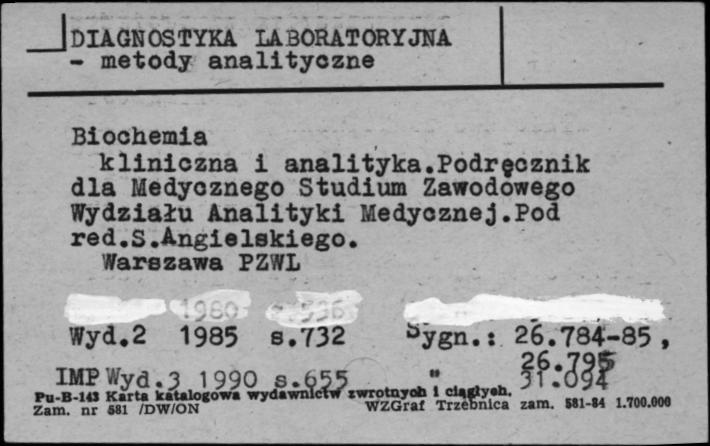 DIAGNOSTYKA LABORATORYJNA
- metody analityczne
Biochemia
kliniczna i analityka.Podręcznik
dla Medycznego Studium Zawodowego
Wydziału Analityki Medycznej.Pod
red.S.Angielskiego.
Warszawa PZWL
1980 s.536
Wyd.2 1985 s.732 Sygn.: 26.784-85,
26.795
IMP Wyd.3 1990 s.655 " 31.094
Pu-B-143 Karta katalogowa wydawnictw zwrotnych i ciągłych.
Zam. nr 581 /DW/ON WZGraf Trzebnica zam. 581-84 1.700.000